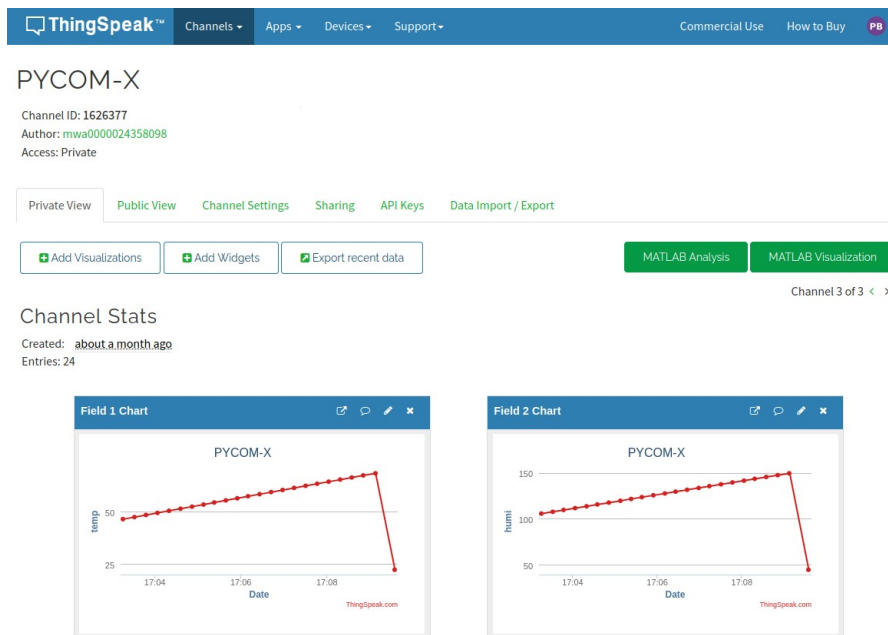 ThingSpeak™ Channels Apps Devices Support Commercial Use How to Buy PB
PYCOM-X
Channel ID: 1626377
Author: mwa0000024358098
Access: Private
Private View Public View Channel Settings Sharing API Keys Data Import / Export
Add Visualizations Add Widgets Export recent data MATLAB Analysis MATLAB Visualization
Channel 3 of 3 <
Channel Stats
Created: about a month ago
Entries: 24
Field 1 Chart
PYCOM-X
temp
50
25
17:04 17:06 17:08
Date
ThingSpeak.com
Field 2 Chart
PYCOM-X
humi
150
100
50
17:04 17:06 17:08
Date
ThingSpeak.com